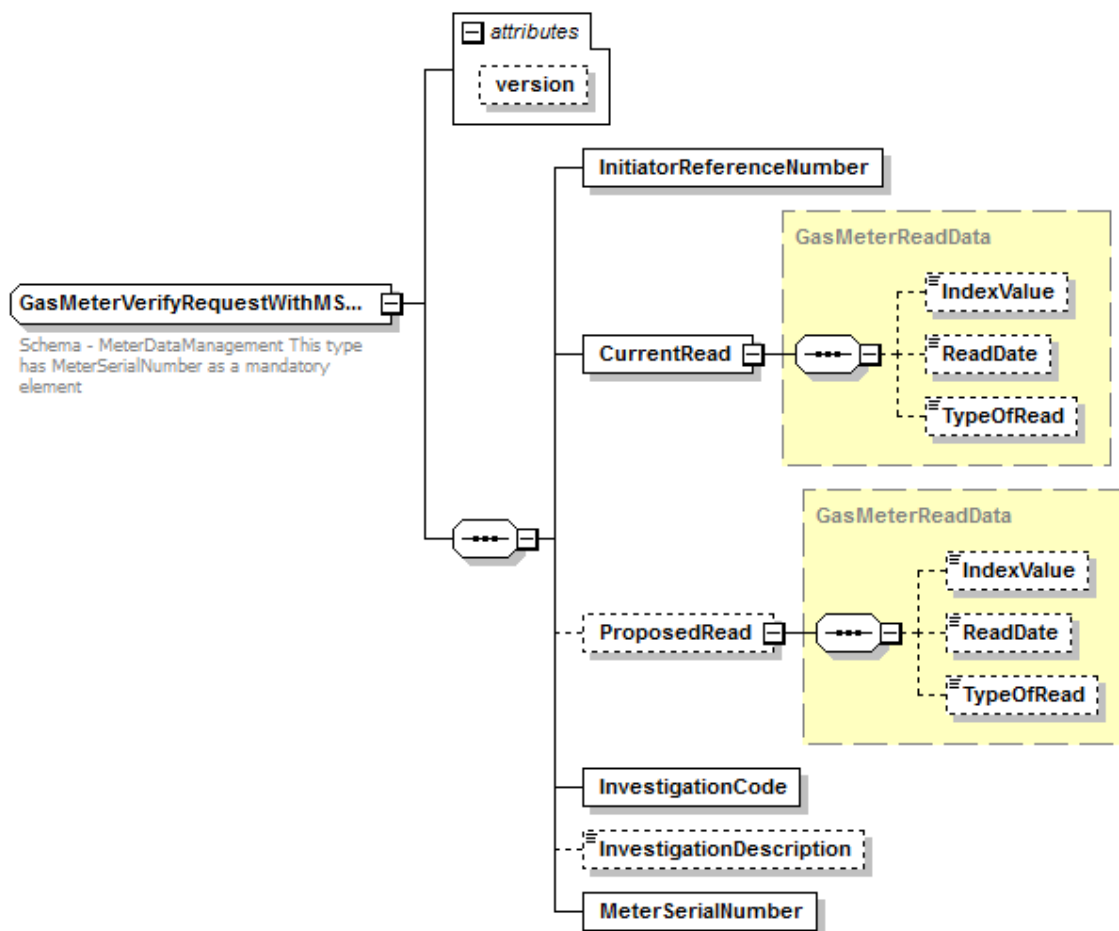 attributes
version
InitiatorReferenceNumber
GasMeterReadData
IndexValue
GasMeterVerifyRequestWithMS...
Schema - MeterDataManagement This type
has MeterSerialNumber as a mandatory
element
CurrentRead
ReadDate
TypeOfRead
GasMeterReadData
IndexValue
ProposedRead
ReadDate
TypeOfRead
InvestigationCode
InvestigationDescription
MeterSerialNumber